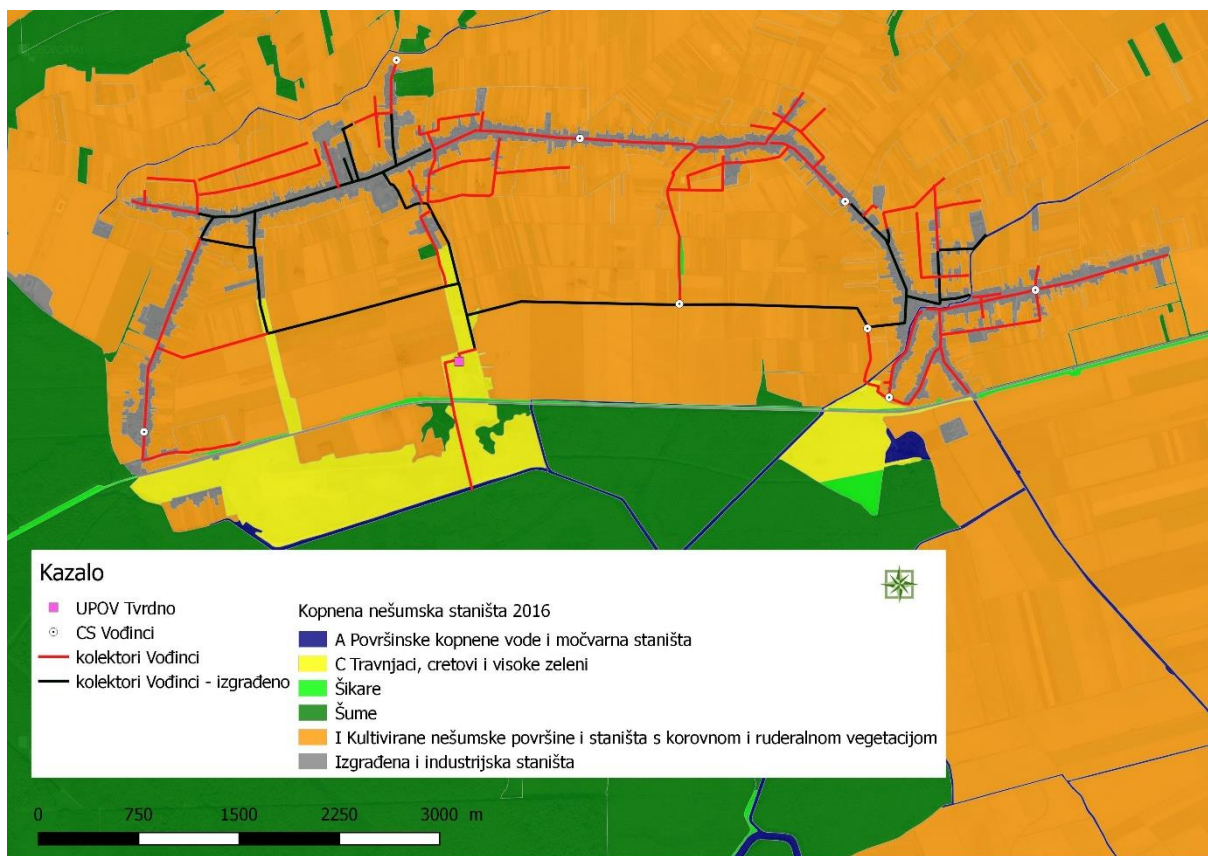 Kazalo
UPOV Tvrdno
CS Vođinci
kolektori Vođinci
kolektori Vođinci - izgrađeno
Kopnena nešumska staništa 2016
A Površinske kopnene vode i močvarna staništa
C Travnjaci, cretovi i visoke zeleni
Šikare
Šume
I Kultivirane nešumske površine i staništa s korovnom i ruderalnom vegetacijom
Izgrađena i industrijska staništa
0 750 1500 2250 3000 m